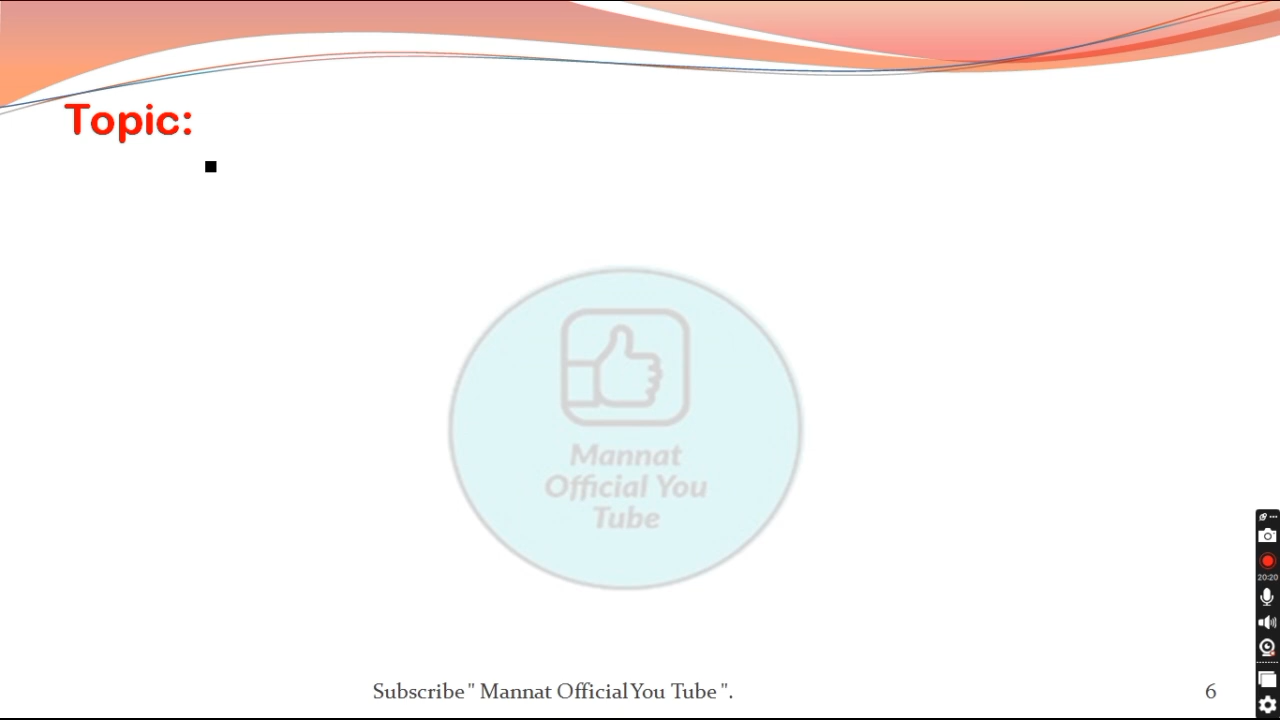 Topic:
Mannat
Official You
Tube
20:20
Subscribe " Mannat Official You Tube ".
6